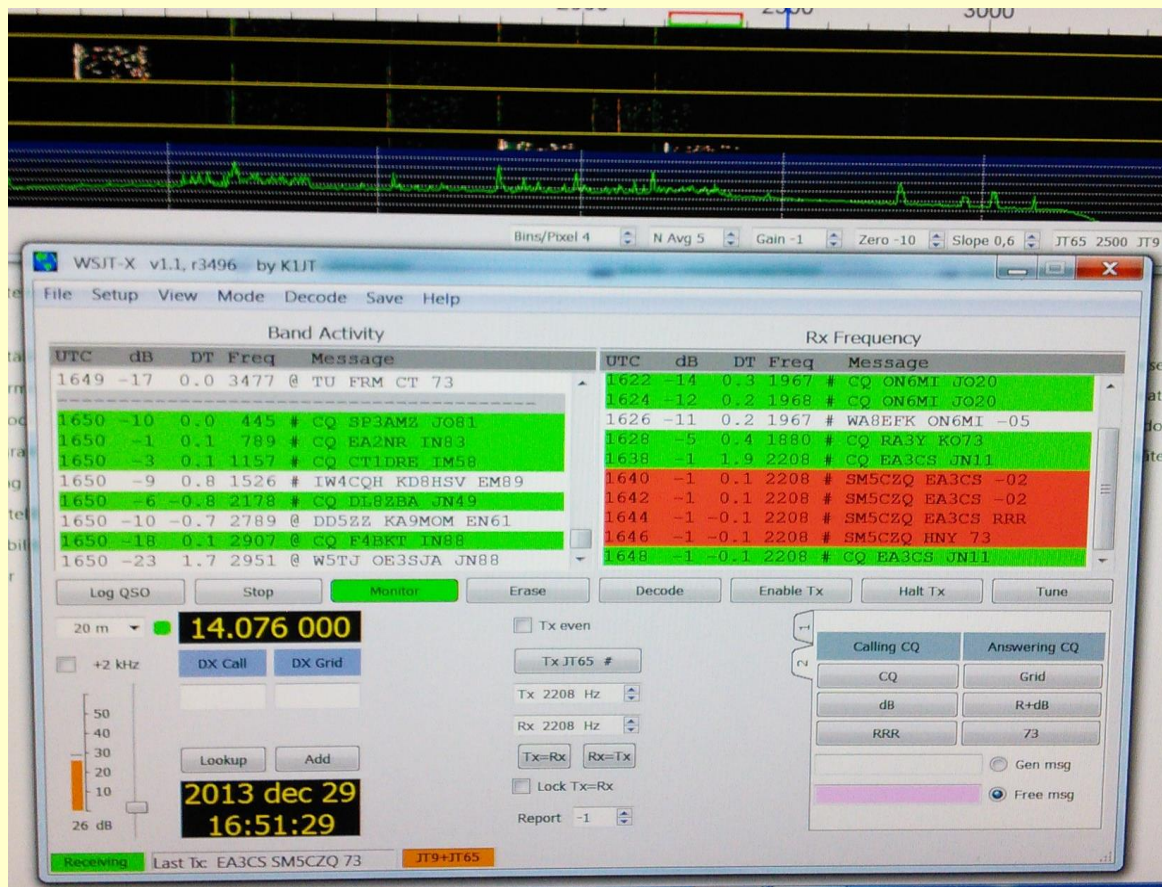 2500
3000
Bins/Pixel 4 N Avg 5 Gain -1 Zero -10 Slope 0,6 JT65 2500 JT9
WSJT-X v1.1, r3496 by K1JT
File Setup View Mode Decode Save Help
Band Activity
UTC dB DT Freq Message
1649 -17 0.0 3477 @ TU FRM CT 73
1650 -10 0.0 445 # CQ SP3AMZ JO81
1650 -1 0.1 789 # CQ EA2NR IN83
1650 -3 0.1 1157 # CQ CT1DRE IM58
1650 -9 0.8 1526 # IW4CQH KD8HSV EM89
1650 -6 -0.8 2178 # CQ DL8ZBA JN49
1650 -10 -0.7 2789 @ DD5ZZ KA9MOM EN61
1650 -18 0.1 2907 @ CQ F4BKT IN88
1650 -23 1.7 2951 @ W5TJ OE3SJA JN88
Rx Frequency
UTC dB DT Freq Message
1622 -14 0.3 1967 # CQ ON6MI JO20
1624 -12 0.2 1968 # CQ ON6MI JO20
1626 -11 0.2 1967 # WA8EFK ON6MI -05
1628 -5 0.4 1880 # CQ RA3Y KO73
1638 -1 1.9 2208 # CQ EA3CS JN11
1640 -1 0.1 2208 # SM5CZQ EA3CS -02
1642 -1 0.1 2208 # SM5CZQ EA3CS -02
1644 -1 -0.1 2208 # SM5CZQ EA3CS RRR
1646 -1 -0.1 2208 # SM5CZQ HNY 73
1648 -1 -0.1 2208 # CQ EA3CS JN11
Log QSO Stop Monitor Erase Decode Enable Tx Halt Tx Tune
20 m 14.076 000
+2 kHz DX Call DX Grid
50
40
30
20
10
26 dB
Lookup Add
2013 dec 29
16:51:29
Tx even
Tx JT65 #
Tx 2208 Hz
Rx 2208 Hz
Tx=Rx Rx=Tx
Lock Tx=Rx
Report -1
1
2
Calling CQ Answering CQ
CQ Grid
dB R+dB
RRR 73
Gen msg
Free msg
Receiving Last Tx: EA3CS SM5CZQ 73 JT9+JT65